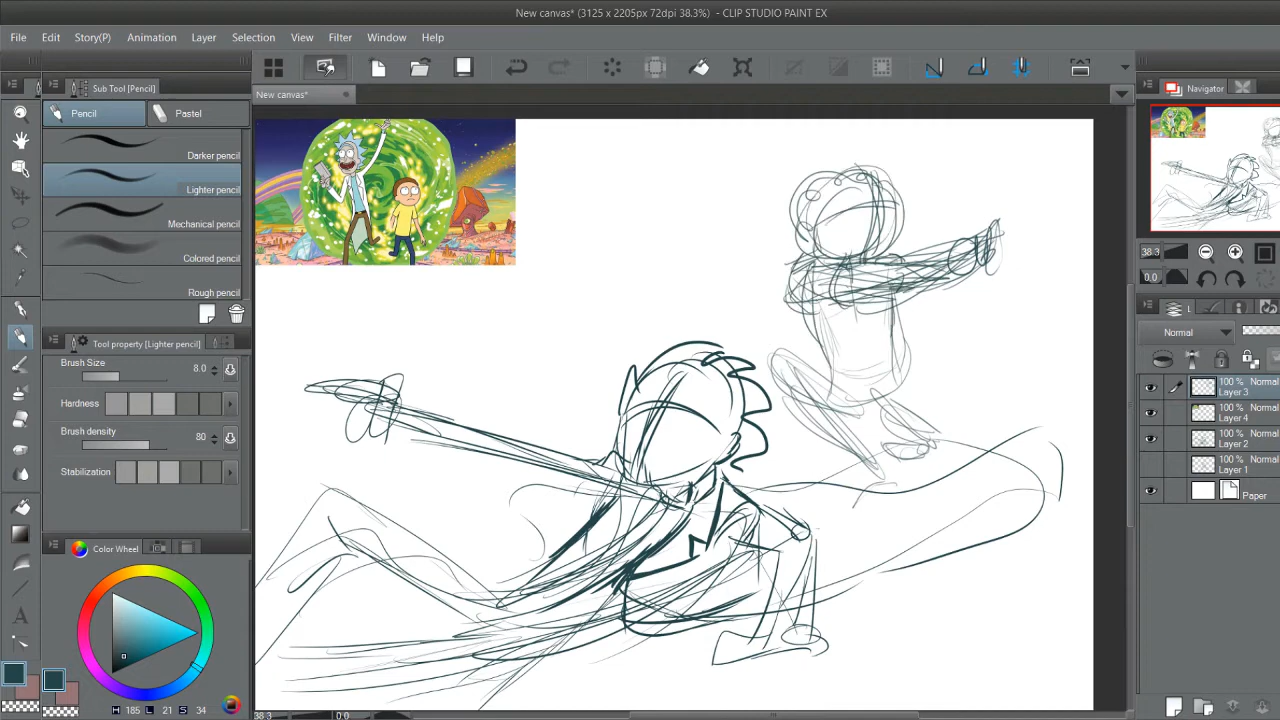 New canvas* (3125 x 2205px 72dpi 38.3%) - CLIP STUDIO PAINT EX
File Edit Story(P) Animation Layer Selection View Filter Window Help
Sub Tool [Pencil]
New canvas*
Navigator
Pencil Pastel
Darker pencil
Lighter pencil
Mechanical pencil
Colored pencil
Rough pencil
38.3
0.0
Tool property [Lighter pencil]
L
Brush Size 8.0
Normal
Hardness
100 % Normal
Layer 3
100 % Normal
Layer 4
Brush density 80
100 % Normal
Layer 2
Stabilization
100 % Normal
Layer 1
Paper
Color Wheel
A
H 185 L 21 S 34
38.3 0.0